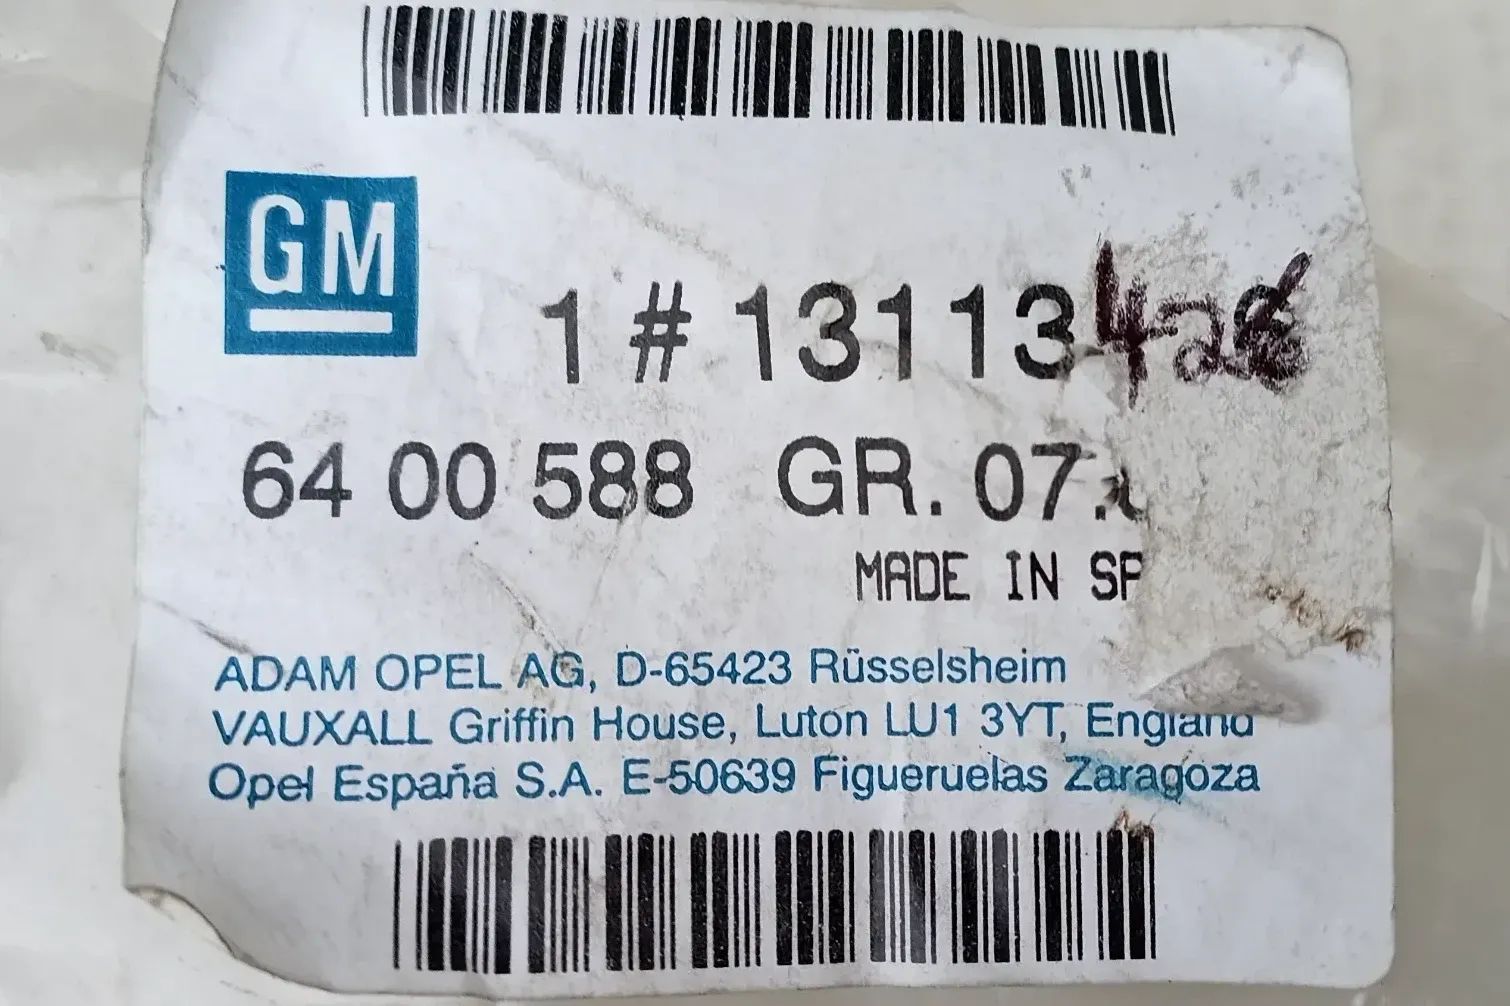 GM
1 # 13113
64 00 588 GR. 07.
MADE IN SP
ADAM OPEL AG, D-65423 Rüsselsheim
VAUXALL Griffin House, Luton LU1 3YT, England
Opel España S.A. E-50639 Figueruelas Zaragoza